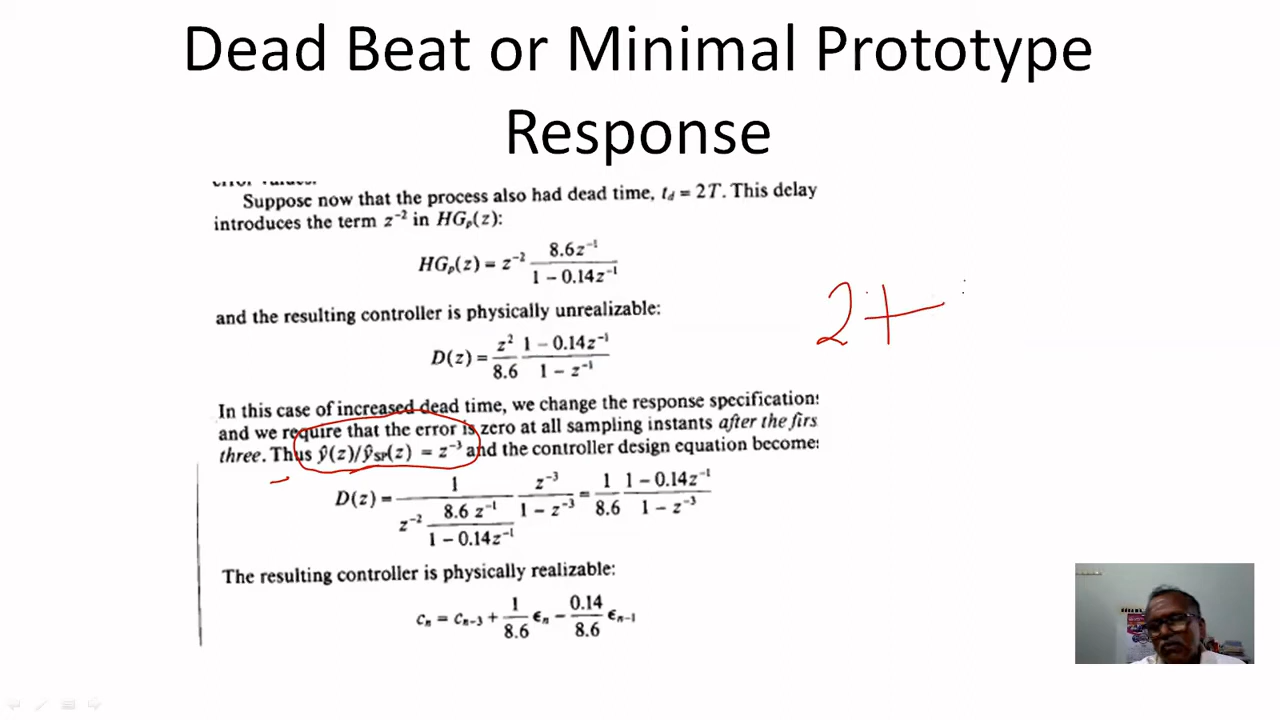 Dead Beat or Minimal Prototype
Response
error values.
Suppose now that the process also had dead time, t_d = 2T. This delay
introduces the term z⁻² in HG_p(z):
HG_p(z) = z⁻² 8.6z⁻¹ / 1 − 0.14z⁻¹
and the resulting controller is physically unrealizable:
D(z) = z² / 8.6 1 − 0.14z⁻¹ / 1 − z⁻¹
In this case of increased dead time, we change the response specification
and we require that the error is zero at all sampling instants after the firs
three. Thus ŷ(z)/ŷ_SP(z) = z⁻³ and the controller design equation becomes
D(z) = 1 / z⁻² 8.6 z⁻¹ / 1 − 0.14z⁻¹ z⁻³ / 1 − z⁻³ = 1 / 8.6 1 − 0.14z⁻¹ / 1 − z⁻³
The resulting controller is physically realizable:
c_n = c_n−3 + 1 / 8.6 ϵ_n − 0.14 / 8.6 ϵ_n−1
2+